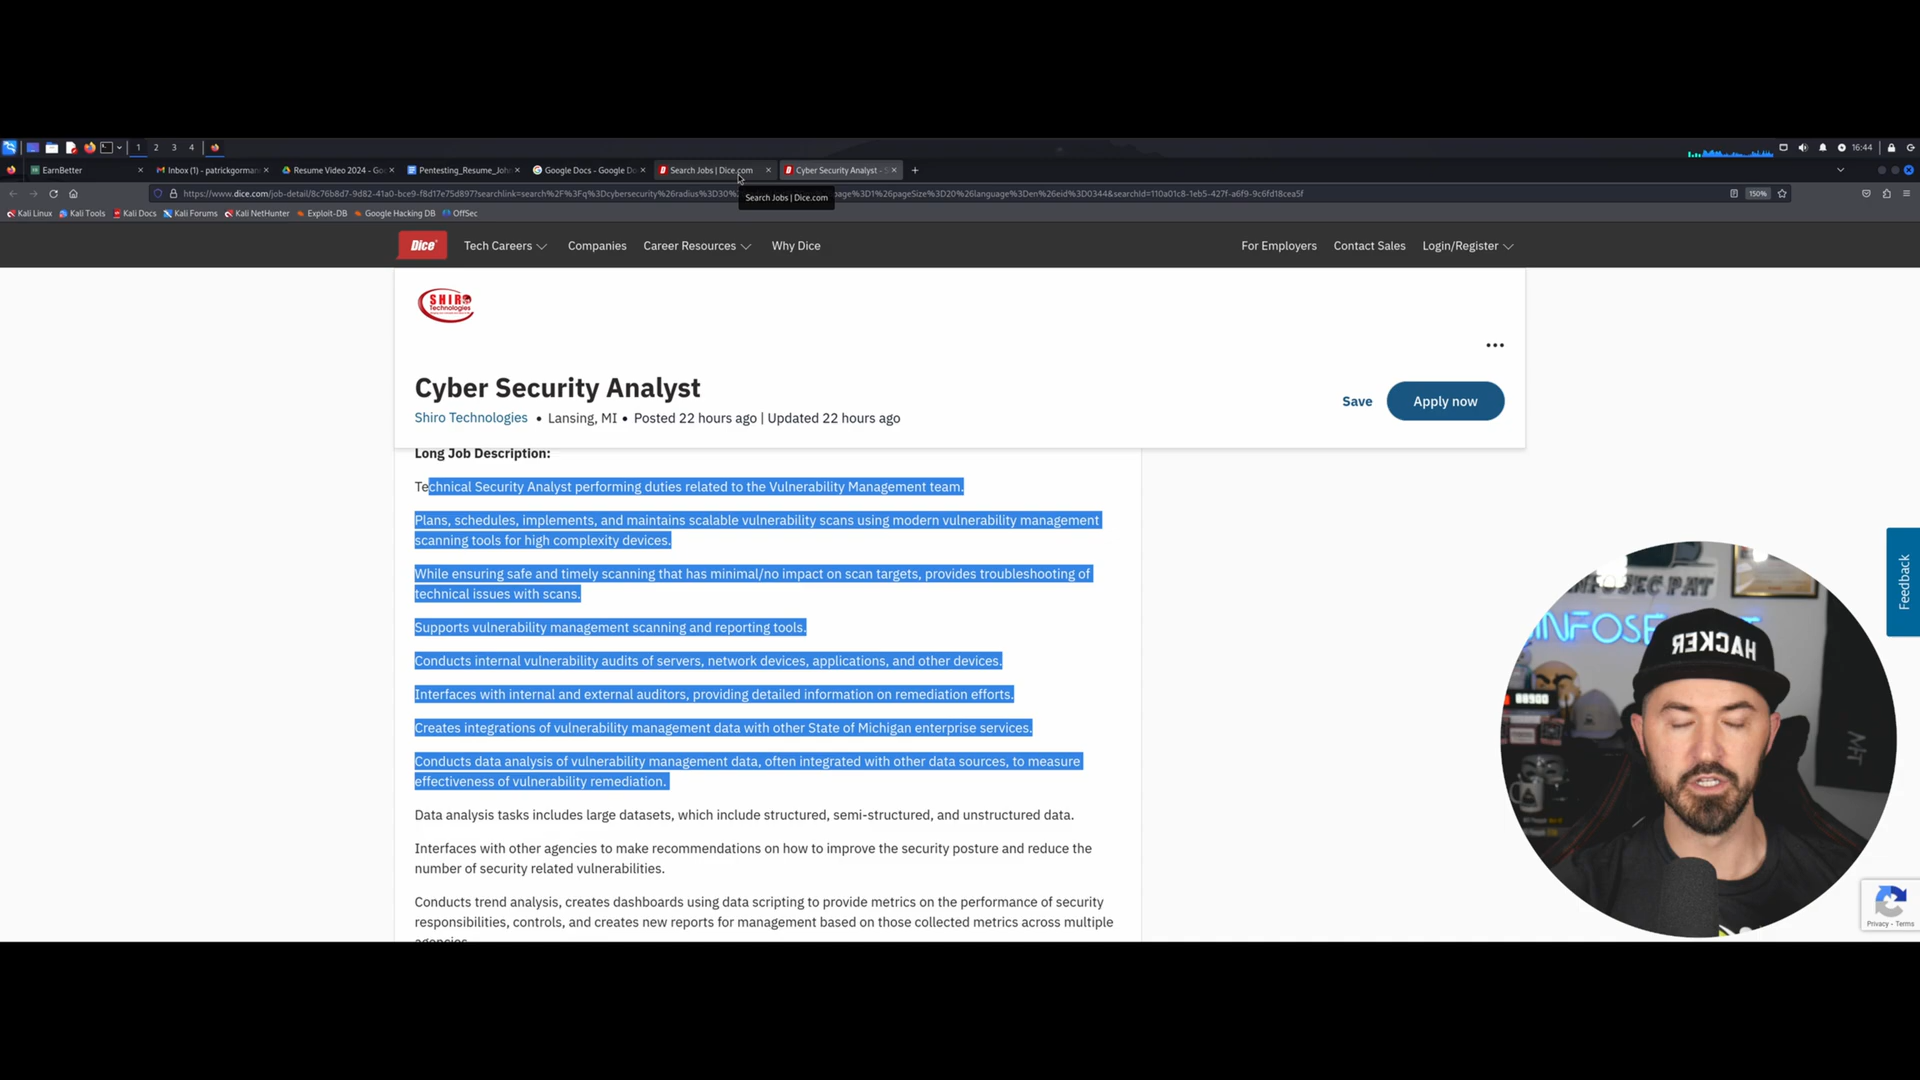 1 2 3 4
16:44
EarnBetter
Inbox (1) - patrickgorman
Resume Video 2024 - Go
Pentesting_Resume_Joh
Google Docs - Google Do
Search Jobs | Dice.com
Cyber Security Analyst -
150%
Kali Linux Kali Tools Kali Docs Kali Forums Kali NetHunter Exploit-DB Google Hacking DB OffSec
Search Jobs | Dice.com
Dice Tech Careers Companies Career Resources Why Dice For Employers Contact Sales Login/Register
SHIRO
Technologies
Cyber Security Analyst
Save Apply now
Shiro Technologies • Lansing, MI • Posted 22 hours ago | Updated 22 hours ago
Long Job Description:
Technical Security Analyst performing duties related to the Vulnerability Management team.
Plans, schedules, implements, and maintains scalable vulnerability scans using modern vulnerability management
scanning tools for high complexity devices.
While ensuring safe and timely scanning that has minimal/no impact on scan targets, provides troubleshooting of
technical issues with scans.
Supports vulnerability management scanning and reporting tools.
Conducts internal vulnerability audits of servers, network devices, applications, and other devices.
Interfaces with internal and external auditors, providing detailed information on remediation efforts.
Creates integrations of vulnerability management data with other State of Michigan enterprise services.
Conducts data analysis of vulnerability management data, often integrated with other data sources, to measure
effectiveness of vulnerability remediation.
Data analysis tasks includes large datasets, which include structured, semi-structured, and unstructured data.
Interfaces with other agencies to make recommendations on how to improve the security posture and reduce the
number of security related vulnerabilities.
Conducts trend analysis, creates dashboards using data scripting to provide metrics on the performance of security
responsibilities, controls, and creates new reports for management based on those collected metrics across multiple
agencies
Feedback
INFOSEC PAT
INFOSE
HACKER
Privacy - Terms